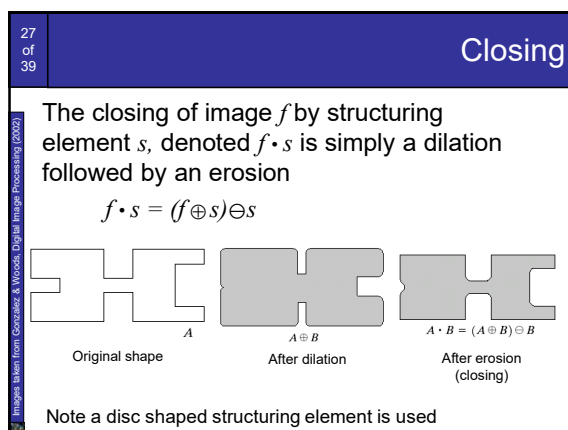 27
of
39
Closing
Images taken from Gonzalez & Woods, Digital Image Processing (2002)
The closing of image f by structuring
element s, denoted f • s is simply a dilation
followed by an erosion
f • s = (f ⊕ s)⊖s
A
A ⊕ B
A • B = (A ⊕ B) ⊖ B
Original shape
After dilation
After erosion
(closing)
Note a disc shaped structuring element is used